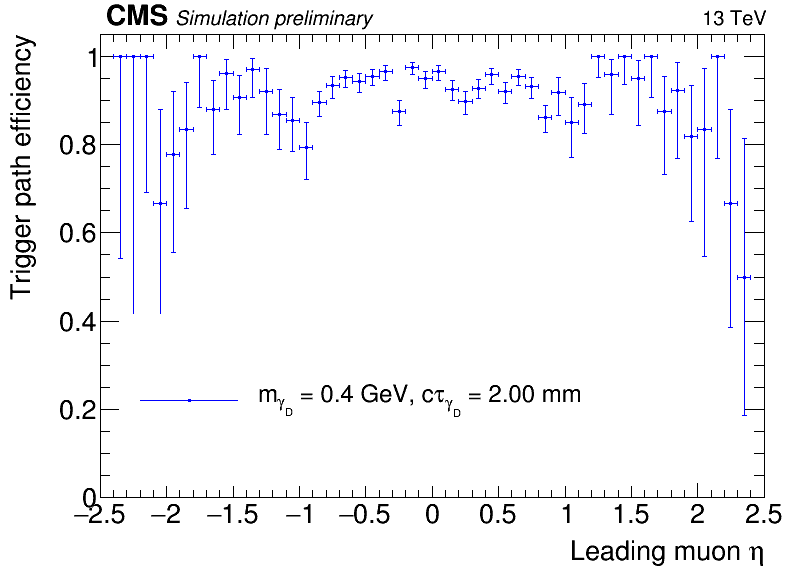 CMS Simulation preliminary 13 TeV
Trigger path efficiency
1
0.8
0.6
0.4
0.2
0
m_γ_D = 0.4 GeV, cτ_γ_D = 2.00 mm
−2.5 −2 −1.5 −1 −0.5 0 0.5 1 1.5 2 2.5
Leading muon η